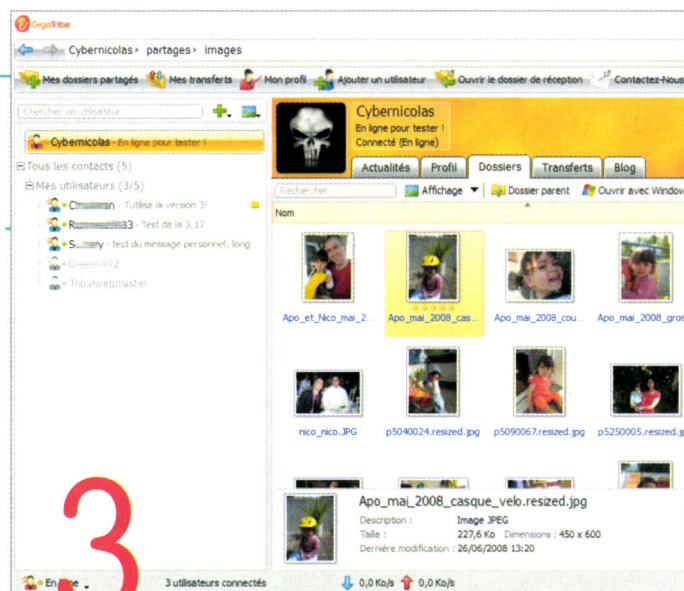 GigaTribe
Cybernicolas › partages › images
Mes dossiers partagés Mes transferts Mon profil Ajouter un utilisateur Ouvrir le dossier de réception Contactez-Nous
Chercher un utilisateur
Cybernicolas - En ligne pour tester !
Tous les contacts (5)
Mes utilisateurs (3/5)
- J'utilise la version 3!
83 - Test de la 3.17
- test du message personnel, long
Tribalwebmaster
Cybernicolas
En ligne pour tester !
Connecté (En ligne)
Actualités Profil Dossiers Transferts Blog
Rechercher Affichage Dossier parent Ouvrir avec Window
Nom
Apo_et_Nico_mai_2... Apo_mai_2008_cas... Apo_mai_2008_cou... Apo_mai_2008_gros
nico_nico.JPG p5040024.resized.jpg p5090067.resized.jpg p5250005.resized.j
Apo_mai_2008_casque_velo.resized.jpg
Description : Image JPEG
Taille : 227,6 Ko Dimensions : 450 x 600
Dernière modification : 26/06/2008 13:20
3
En ligne 3 utilisateurs connectés 0,0 Ko/s 0,0 Ko/s